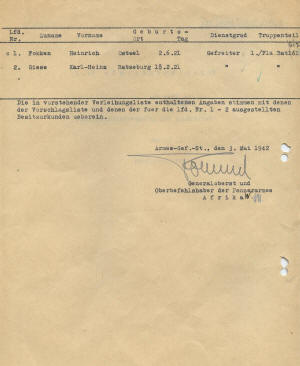 Lfd. Zuname Vorname Geburts- Dienstgrad Truppenteil
Nr. Ort Tag
1. Fokken Heinrich Osteel 2.6.21 Gefreiter 1./Fla Batl
2. Giese Karl-Heinz Ratzeburg 18.2.21 " "
Die in vorstehender Verleihungsliste enthaltenen Angaben stimmen mit denen
der Vorschlagsliste und denen der fuer die lfd. Nr. 1 - 2 ausgestellten
Besitzurkunden ueberein.
Armee-Gef.-St., den 3. Mai 1942
Generaloberst und
Oberbefehlshaber der Panzerarmee
Afrika